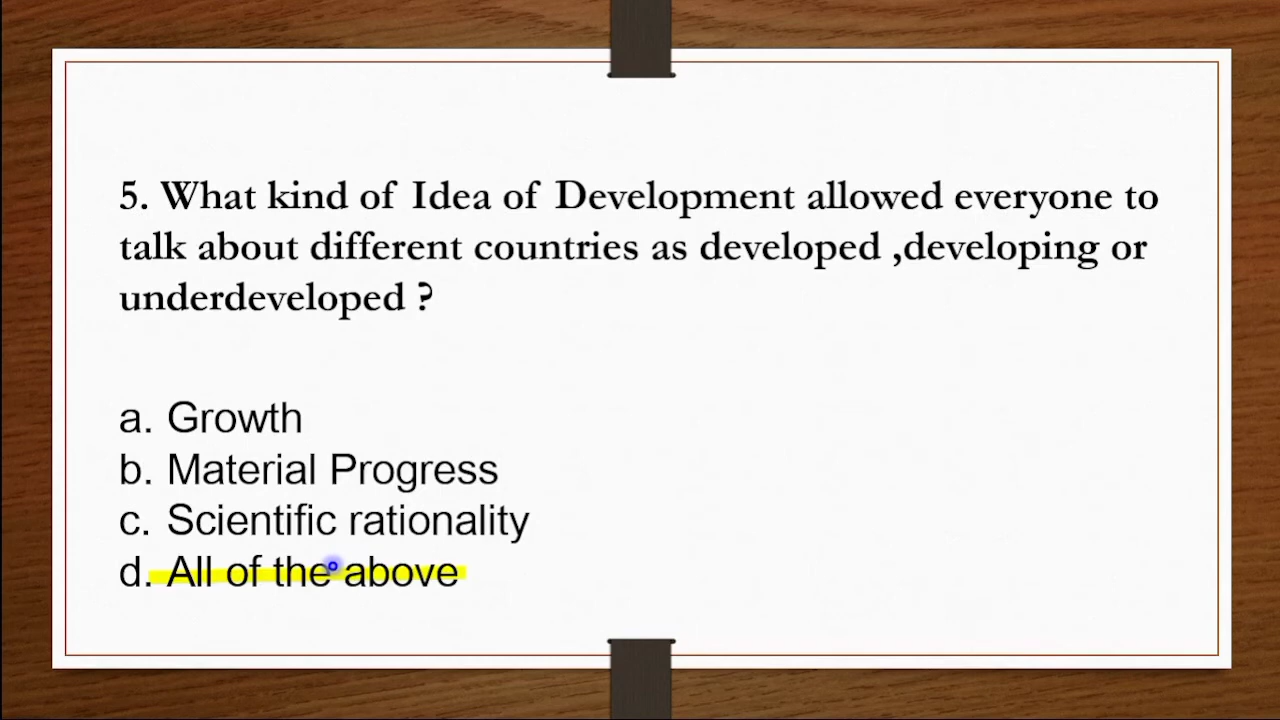 5. What kind of Idea of Development allowed everyone to
talk about different countries as developed ,developing or
underdeveloped ?
a. Growth
b. Material Progress
c. Scientific rationality
d. All of the above